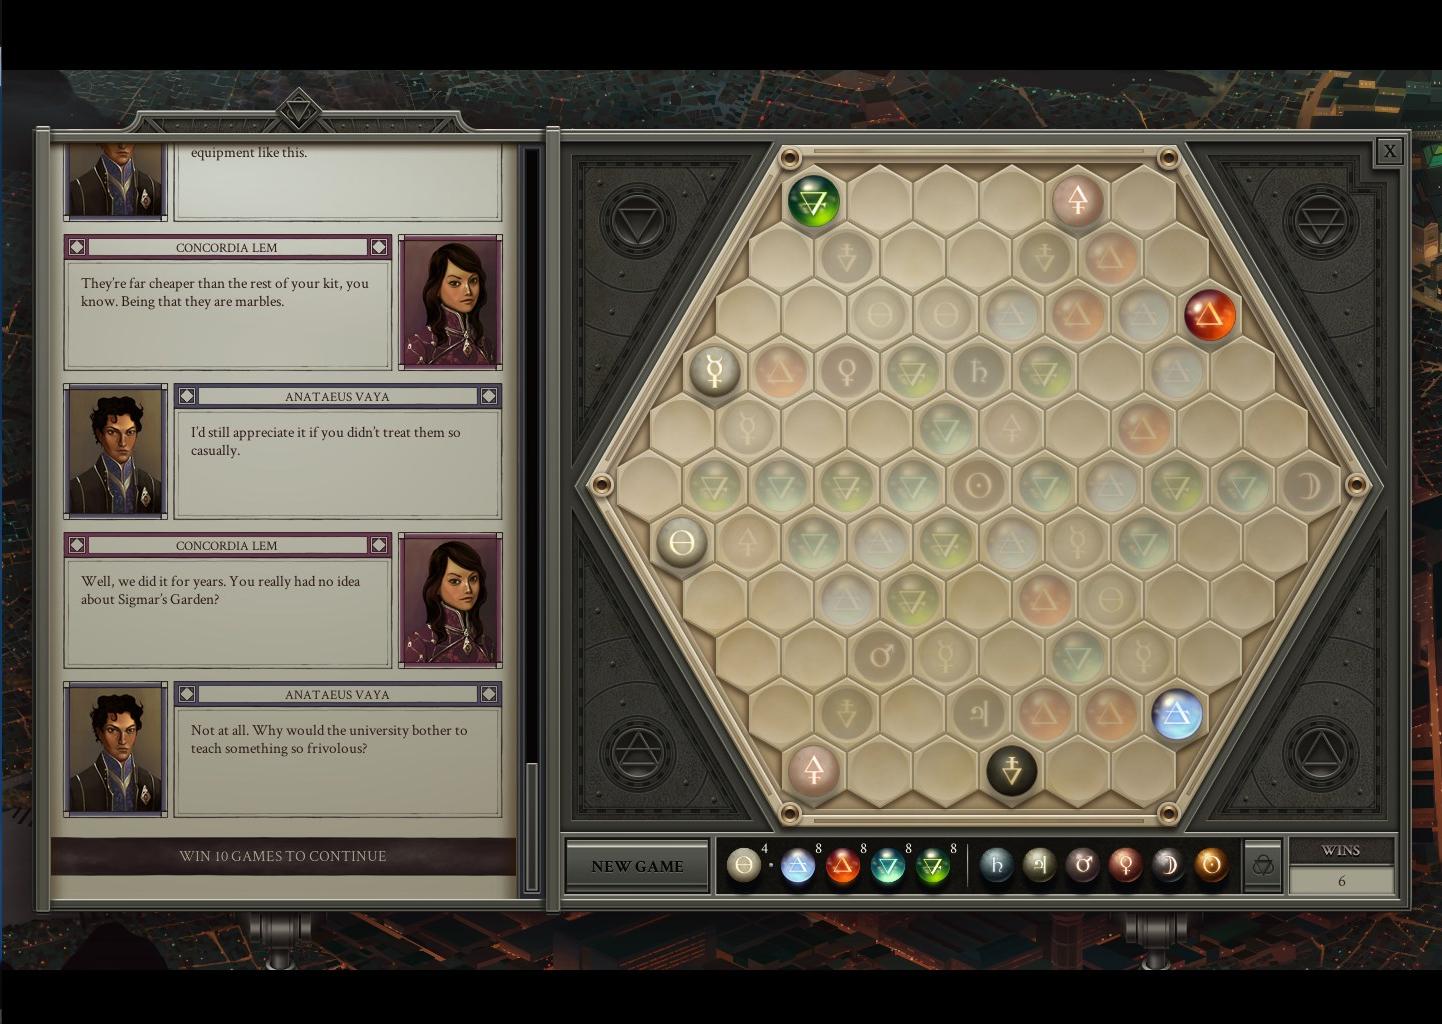 equipment like this.
CONCORDIA LEM
They're far cheaper than the rest of your kit, you
know. Being that they are marbles.
ANATAEUS VAYA
I'd still appreciate it if you didn't treat them so
casually.
CONCORDIA LEM
Well, we did it for years. You really had no idea
about Sigmar's Garden?
ANATAEUS VAYA
Not at all. Why would the university bother to
teach something so frivolous?
WIN 10 GAMES TO CONTINUE
X
NEW GAME
4 8 8 8 8
WINS
6